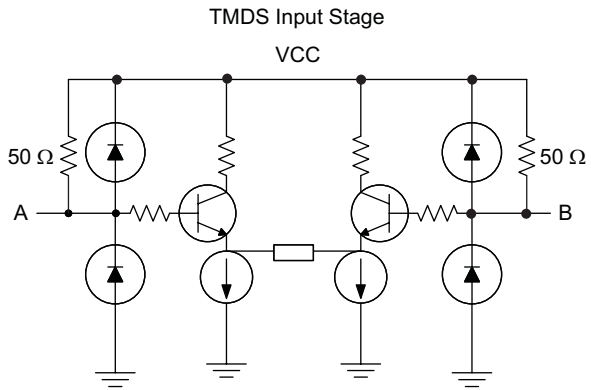 TMDS Input Stage
VCC
50 Ω
50 Ω
A
B